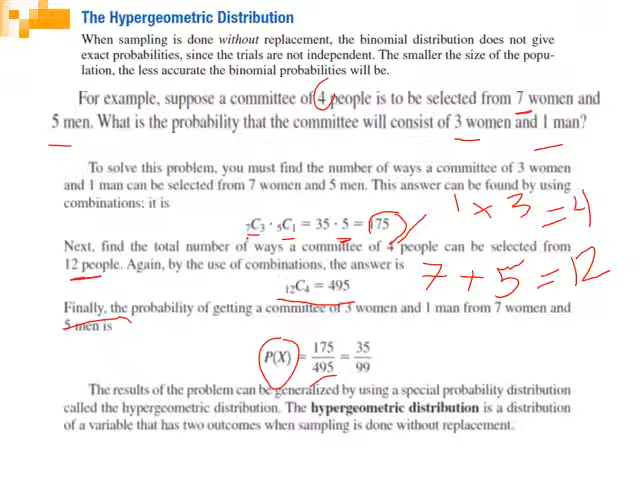 The Hypergeometric Distribution
When sampling is done without replacement, the binomial distribution does not give
exact probabilities, since the trials are not independent. The smaller the size of the popu-
lation, the less accurate the binomial probabilities will be.
For example, suppose a committee of 4 people is to be selected from 7 women and
5 men. What is the probability that the committee will consist of 3 women and 1 man?
To solve this problem, you must find the number of ways a committee of 3 women
and 1 man can be selected from 7 women and 5 men. This answer can be found by using
combinations; it is
₇C₃ · ₅C₁ = 35 · 5 = 175
1 × 3 = 4
Next, find the total number of ways a committee of 4 people can be selected from
12 people. Again, by the use of combinations, the answer is
7 + 5 = 12
₁₂C₄ = 495
Finally, the probability of getting a committee of 3 women and 1 man from 7 women and
5 men is
P(X) = 175/495 = 35/99
The results of the problem can be generalized by using a special probability distribution
called the hypergeometric distribution. The hypergeometric distribution is a distribution
of a variable that has two outcomes when sampling is done without replacement.